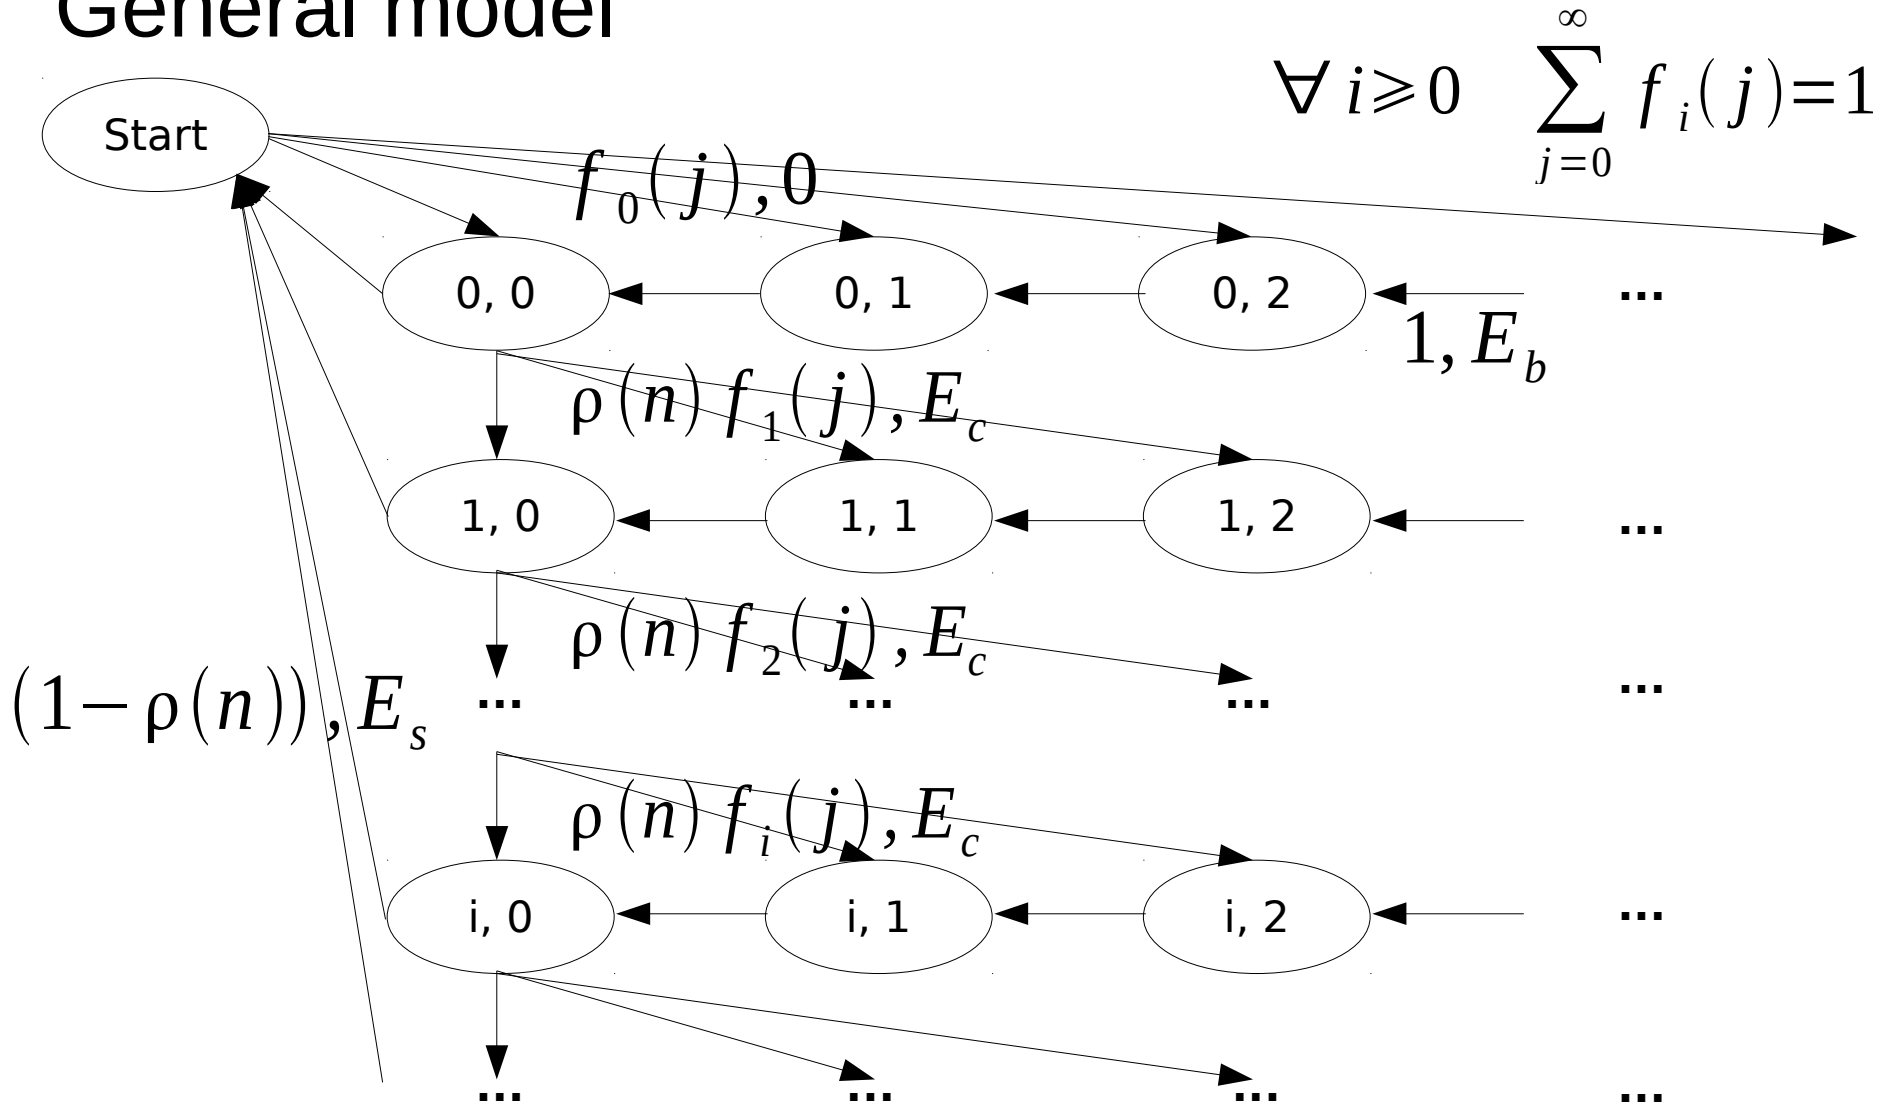 General model
∀ i ⩾ 0 ∑_{j=0}^{∞} f_i(j)=1
Start
f_0(j), 0
0, 0 0, 1 0, 2 ...
1, E_b
ρ(n) f_1(j), E_c
1, 0 1, 1 1, 2 ...
ρ(n) f_2(j), E_c
(1−ρ(n)), E_s
... ... ... ...
ρ(n) f_i(j), E_c
i, 0 i, 1 i, 2 ...
... ... ... ...